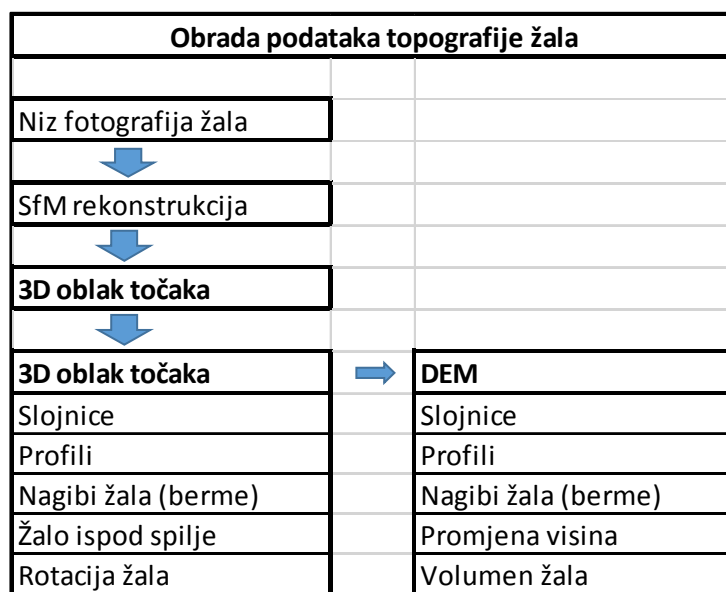 Obrada podataka topografije žala
Niz fotografija žala
SfM rekonstrukcija
3D oblak točaka
3D oblak točaka DEM
Slojnice Slojnice
Profili Profili
Nagibi žala (berme) Nagibi žala (berme)
Žalo ispod spilje Promjena visina
Rotacija žala Volumen žala